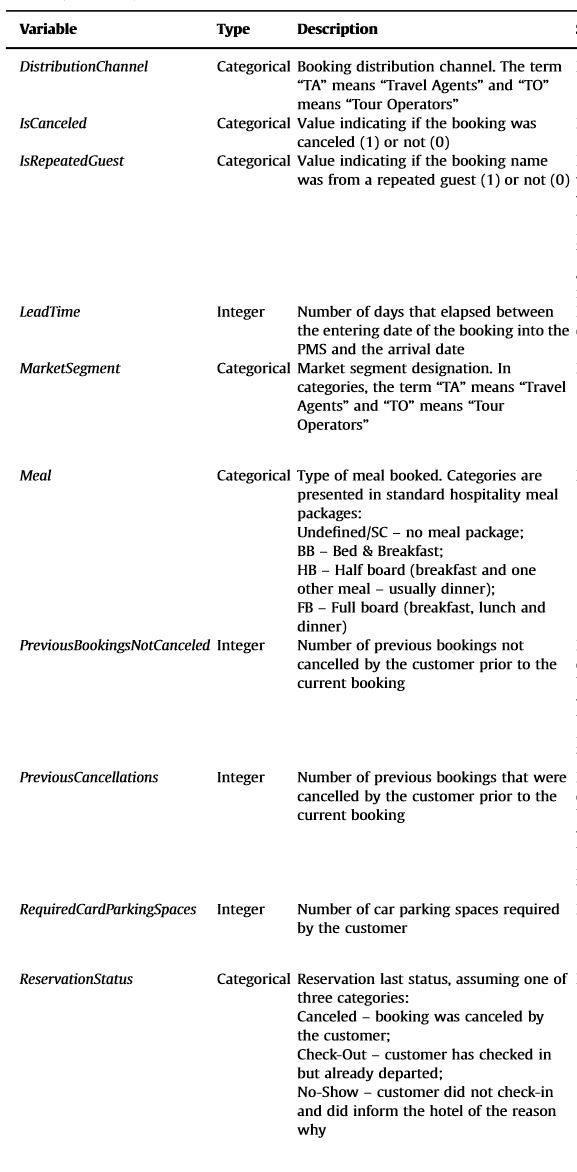 Variable Type Description
DistributionChannel Categorical Booking distribution channel. The term
“TA” means “Travel Agents” and “TO”
means “Tour Operators”
IsCanceled Categorical Value indicating if the booking was
canceled (1) or not (0)
IsRepeatedGuest Categorical Value indicating if the booking name
was from a repeated guest (1) or not (0)
LeadTime Integer Number of days that elapsed between
the entering date of the booking into the
PMS and the arrival date
MarketSegment Categorical Market segment designation. In
categories, the term “TA” means “Travel
Agents” and “TO” means “Tour
Operators”
Meal Categorical Type of meal booked. Categories are
presented in standard hospitality meal
packages:
Undefined/SC – no meal package;
BB – Bed & Breakfast;
HB – Half board (breakfast and one
other meal – usually dinner);
FB – Full board (breakfast, lunch and
dinner)
PreviousBookingsNotCanceled Integer Number of previous bookings not
cancelled by the customer prior to the
current booking
PreviousCancellations Integer Number of previous bookings that were
cancelled by the customer prior to the
current booking
RequiredCardParkingSpaces Integer Number of car parking spaces required
by the customer
ReservationStatus Categorical Reservation last status, assuming one of
three categories:
Canceled – booking was canceled by
the customer;
Check-Out – customer has checked in
but already departed;
No-Show – customer did not check-in
and did inform the hotel of the reason
why